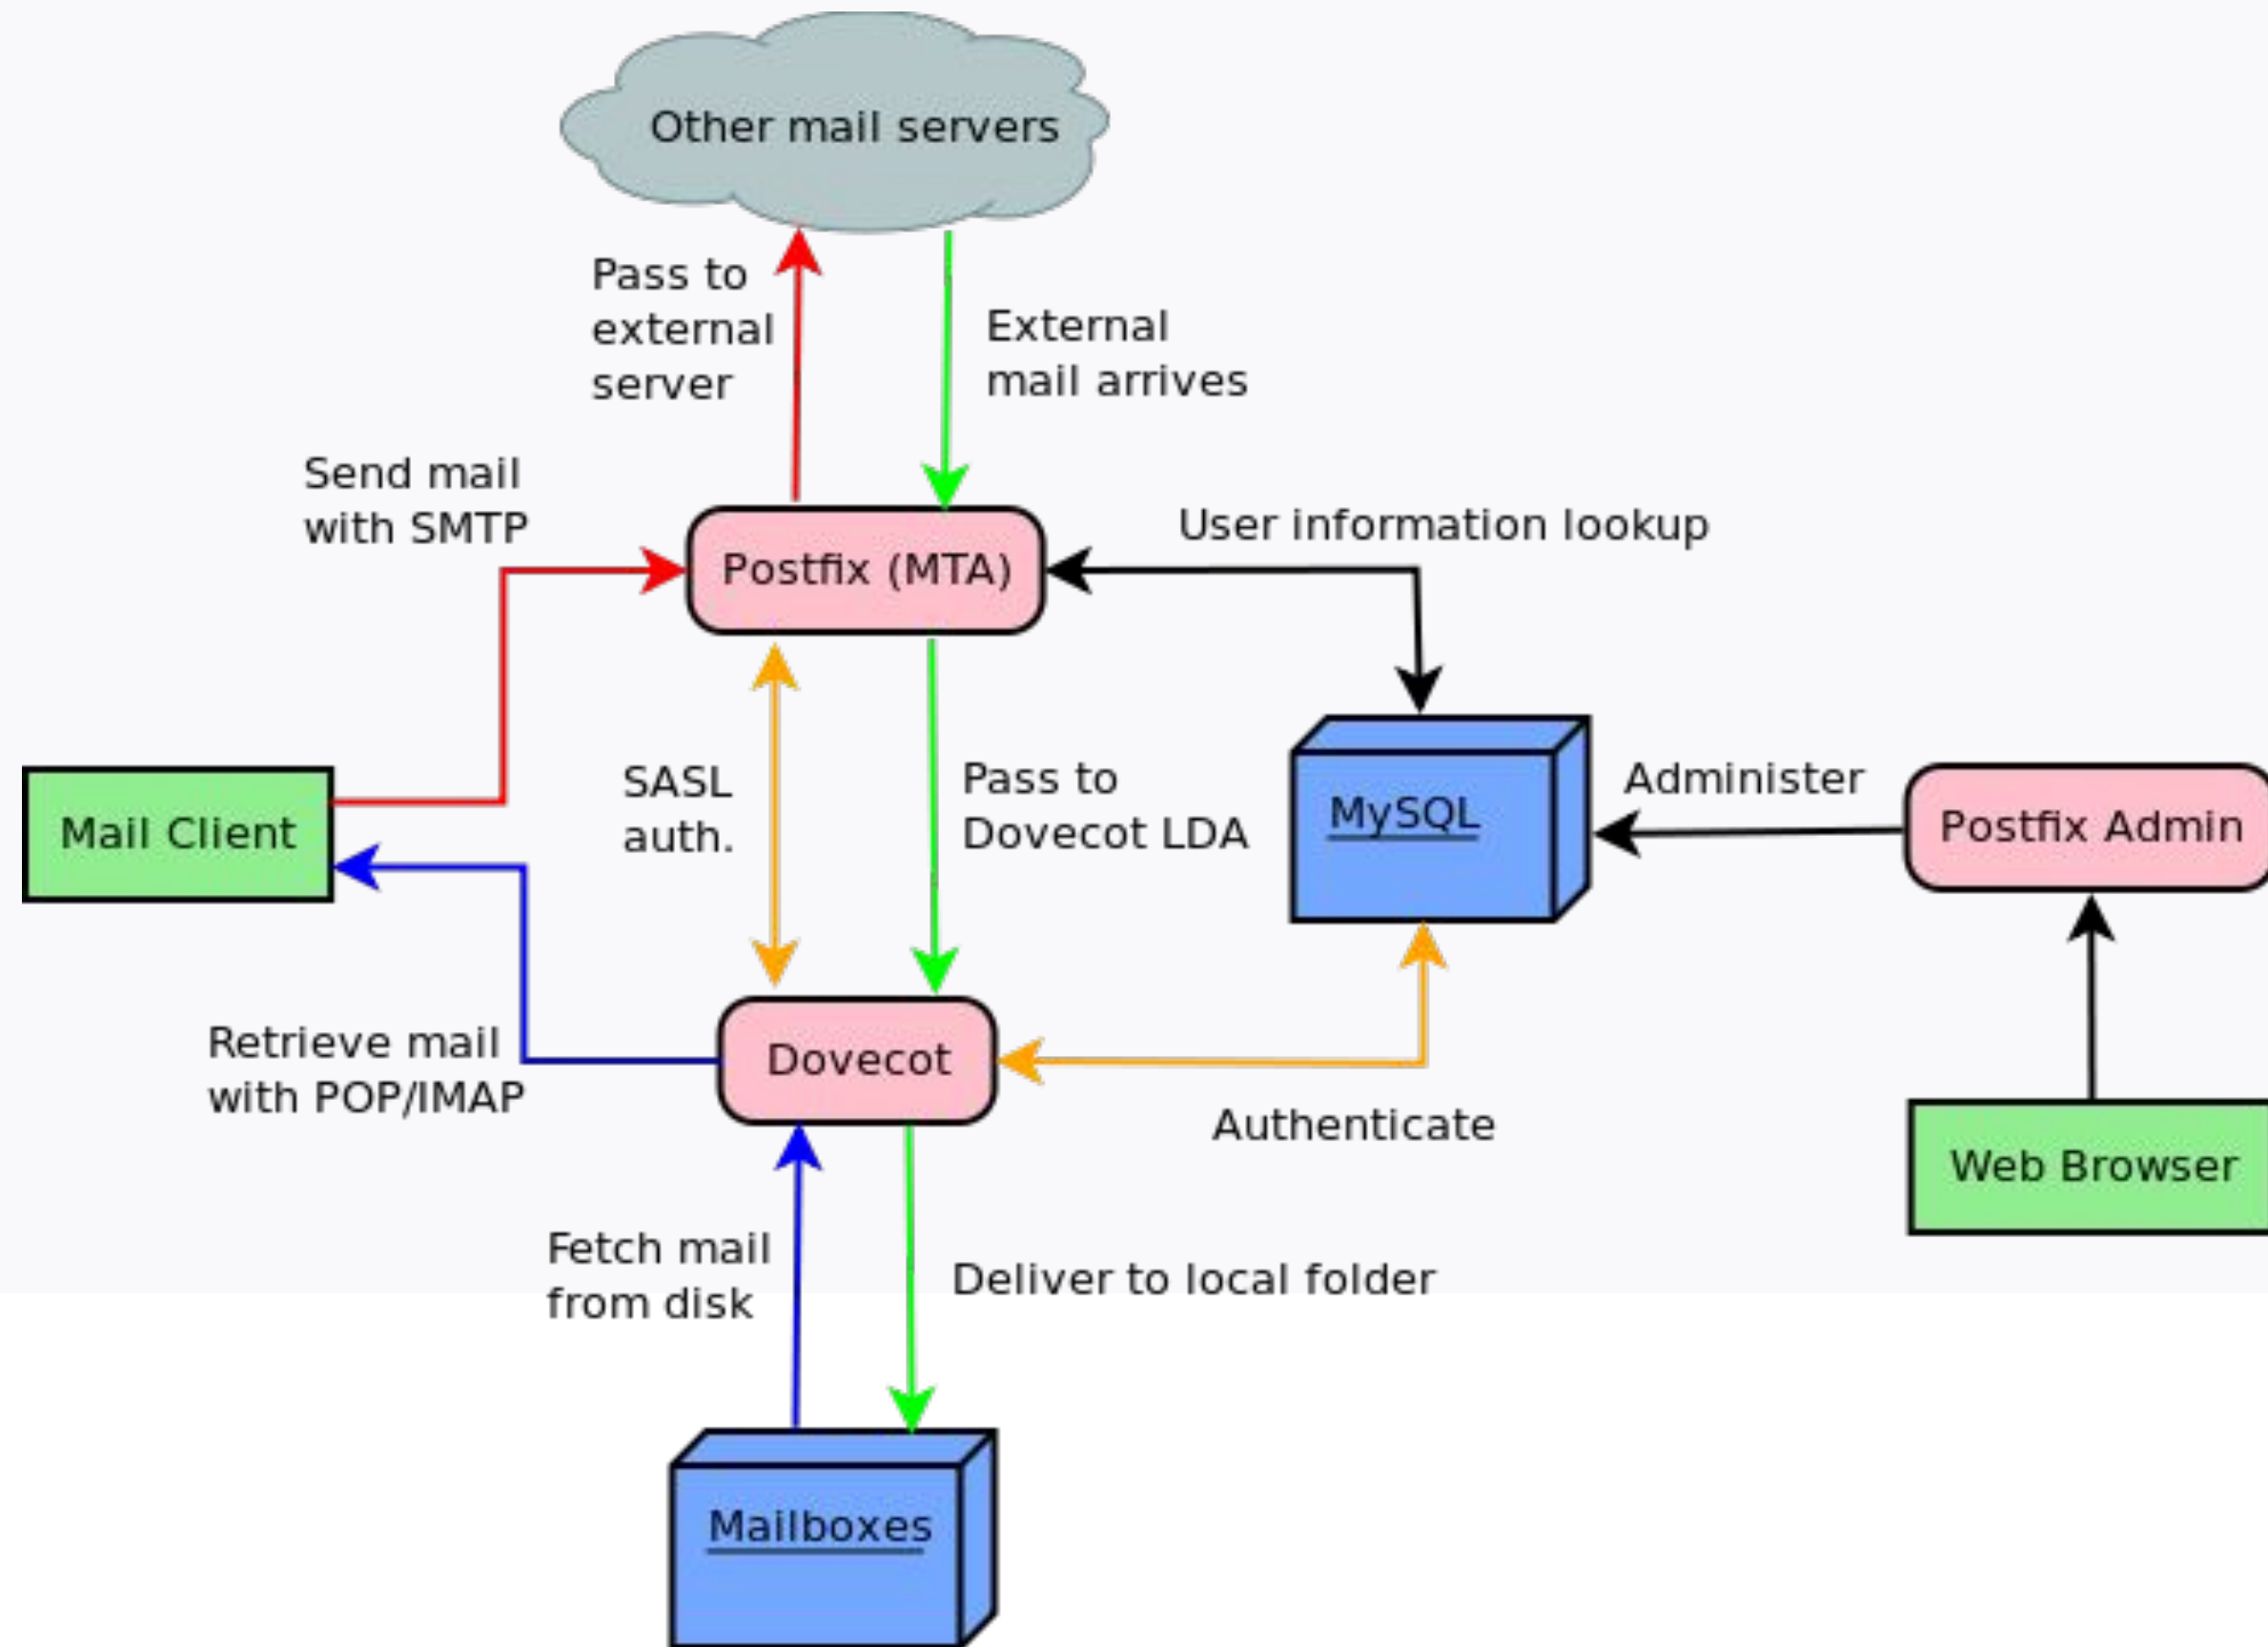 Other mail servers
Pass to
external
server
External
mail arrives
Send mail
with SMTP
Postfix (MTA)
User information lookup
Mail Client
SASL
auth.
Pass to
Dovecot LDA
MySQL
Administer
Postfix Admin
Retrieve mail
with POP/IMAP
Dovecot
Authenticate
Web Browser
Fetch mail
from disk
Deliver to local folder
Mailboxes